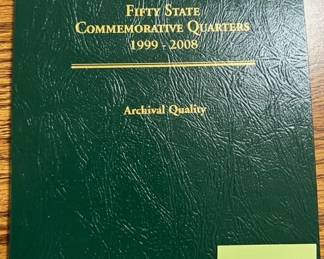 Fifty State
Commemorative Quarters
1999 - 2008
Archival Quality